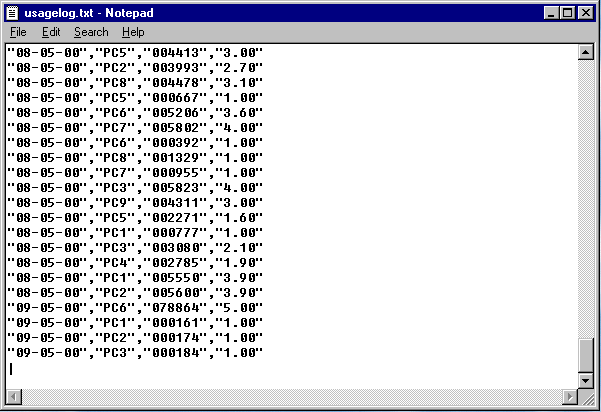 usagelog.txt - Notepad
File Edit Search Help
"08-05-00","PC5","004413","3.00"
"08-05-00","PC2","003993","2.70"
"08-05-00","PC8","004478","3.10"
"08-05-00","PC5","000667","1.00"
"08-05-00","PC6","005206","3.60"
"08-05-00","PC7","005802","4.00"
"08-05-00","PC6","000392","1.00"
"08-05-00","PC8","001329","1.00"
"08-05-00","PC7","000955","1.00"
"08-05-00","PC3","005823","4.00"
"08-05-00","PC9","004311","3.00"
"08-05-00","PC5","002271","1.60"
"08-05-00","PC1","000777","1.00"
"08-05-00","PC3","003080","2.10"
"08-05-00","PC4","002785","1.90"
"08-05-00","PC1","005550","3.90"
"08-05-00","PC2","005600","3.90"
"09-05-00","PC6","078864","5.00"
"09-05-00","PC1","000161","1.00"
"09-05-00","PC2","000174","1.00"
"09-05-00","PC3","000184","1.00"